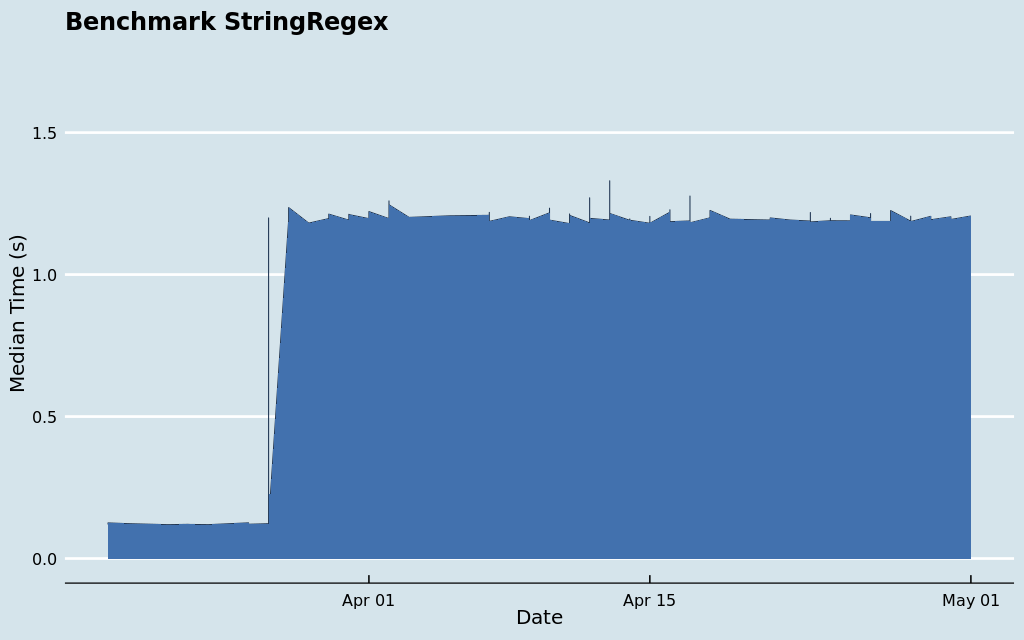 Benchmark StringRegex
1.5
1.0
0.5
0.0
Median Time (s)
Apr 01
Apr 15
May 01
Date